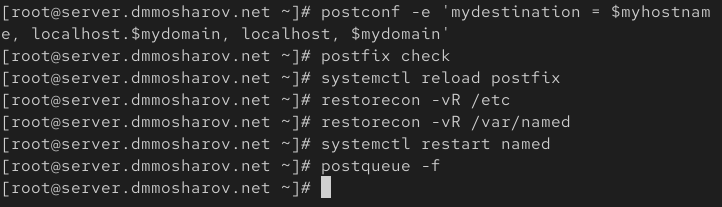 [root@server.dmmosharov.net ~]# postconf -e 'mydestination = $myhostnam
e, localhost.$mydomain, localhost, $mydomain'
[root@server.dmmosharov.net ~]# postfix check
[root@server.dmmosharov.net ~]# systemctl reload postfix
[root@server.dmmosharov.net ~]# restorecon -vR /etc
[root@server.dmmosharov.net ~]# restorecon -vR /var/named
[root@server.dmmosharov.net ~]# systemctl restart named
[root@server.dmmosharov.net ~]# postqueue -f
[root@server.dmmosharov.net ~]#